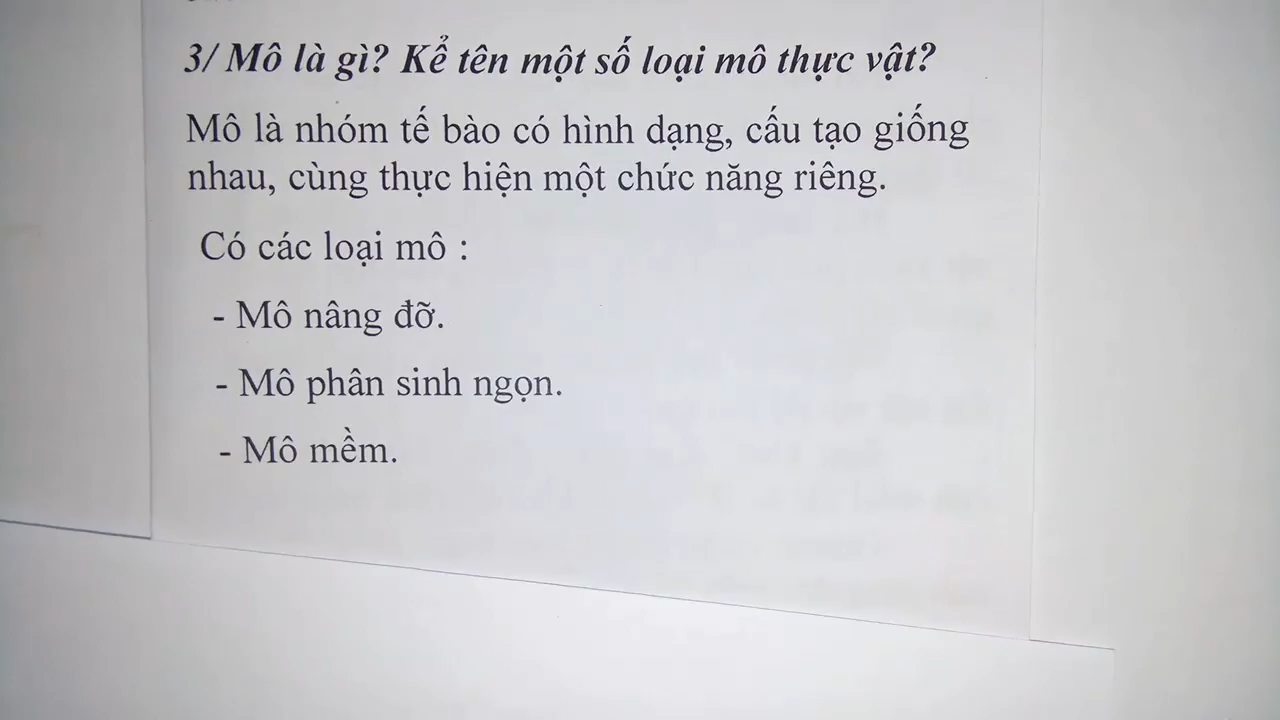 3/ Mô là gì? Kể tên một số loại mô thực vật?
Mô là nhóm tế bào có hình dạng, cấu tạo giống
nhau, cùng thực hiện một chức năng riêng.
Có các loại mô :
- Mô nâng đỡ.
- Mô phân sinh ngọn.
- Mô mềm.